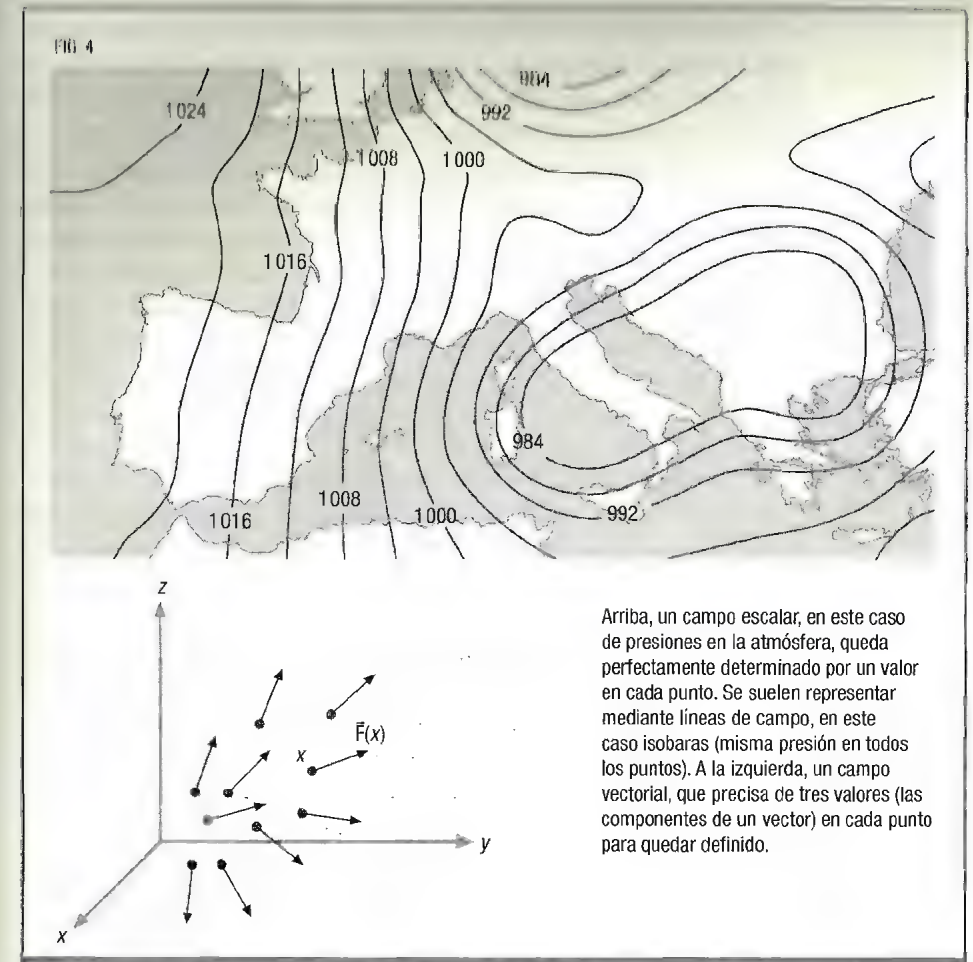 FIG 4
984
1024
992
1008
1000
1016
984
1008
1016
1000
992
z
F⃗(x)
x
y
x
Arriba, un campo escalar, en este caso
de presiones en la atmósfera, queda
perfectamente determinado por un valor
en cada punto. Se suelen representar
mediante líneas de campo, en este
caso isobaras (misma presión en todos
los puntos). A la izquierda, un campo
vectorial, que precisa de tres valores (las
componentes de un vector) en cada punto
para quedar definido.